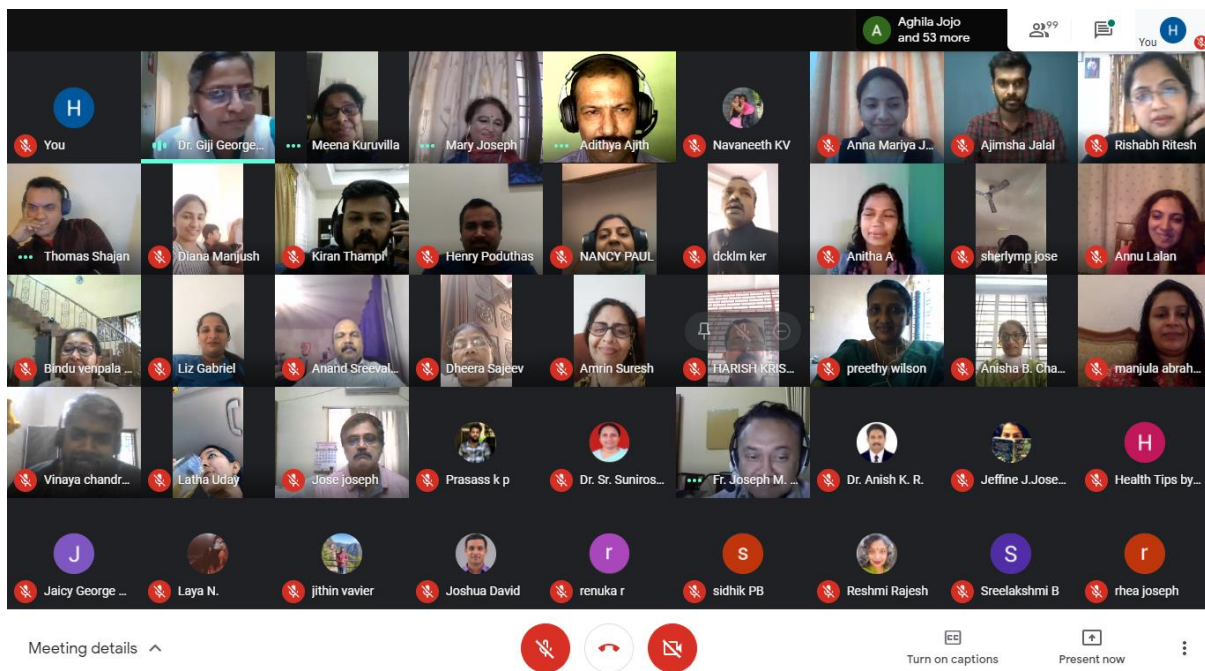 A
Aghila Jojo
and 53 more
99
You
H
H
You
Dr. Giji George...
Meena Kuruvilla
Mary Joseph
Adithya Ajith
Navaneeth KV
Anna Mariya J...
Ajimsha Jalal
Rishabh Ritesh
Thomas Shajan
Diana Manjush
Kiran Thampi
Henry Poduthas
NANCY PAUL
dcklm ker
Anitha A
sherlymp jose
Annu Lalan
Bindu venpala ...
Liz Gabriel
Anand Sreeval...
Dheera Sajeev
Amrin Suresh
HARISH KRIS...
preethy wilson
Anisha B. Cha...
manjula abrah...
Vinaya chandr...
Latha Uday
Jose joseph
Prasass k p
Dr. Sr. Suniros...
Fr. Joseph M. ...
Dr. Anish K. R.
Jeffine J.Jose...
H
Health Tips by...
J
Jaicy George ...
Laya N.
jithin vavier
Joshua David
r
renuka r
s
sidhik PB
Reshmi Rajesh
S
Sreelakshmi B
r
rhea joseph
Meeting details
CC
Turn on captions
Present now